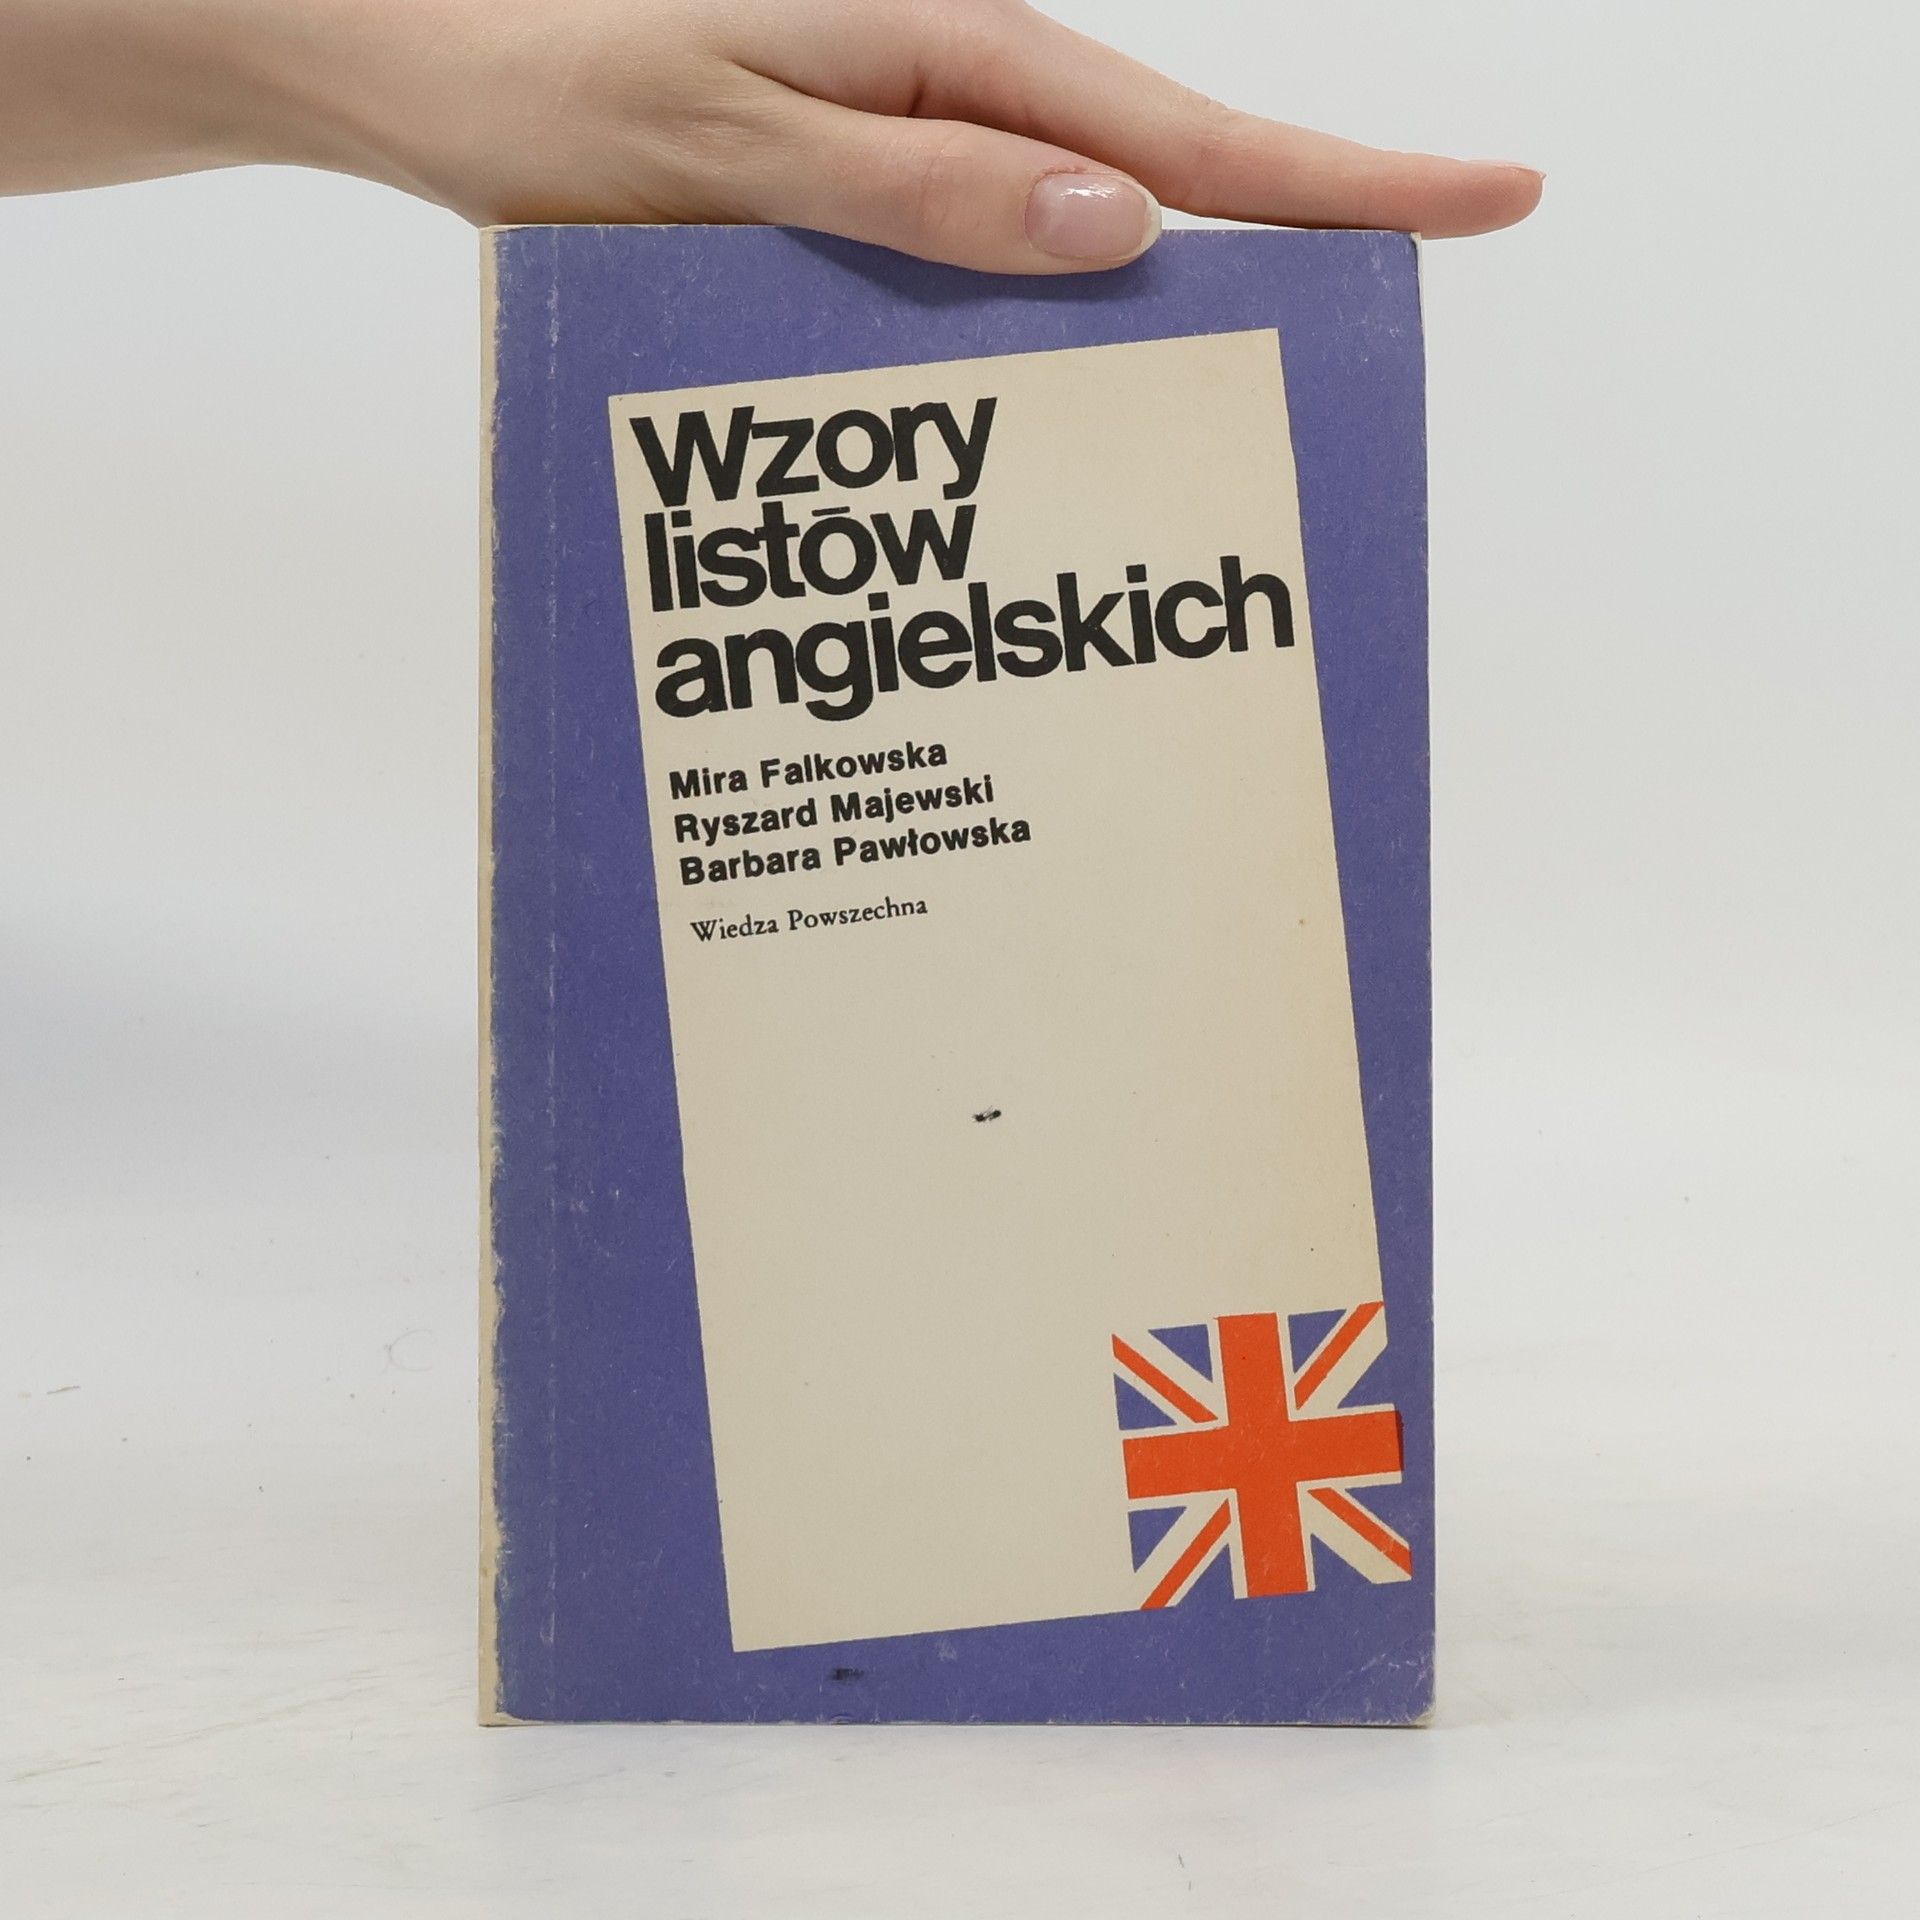 Wzory
listów
angielskich
Mira Falkowska
Ryszard Majewski
Barbara Pawłowska
Wiedza Powszechna